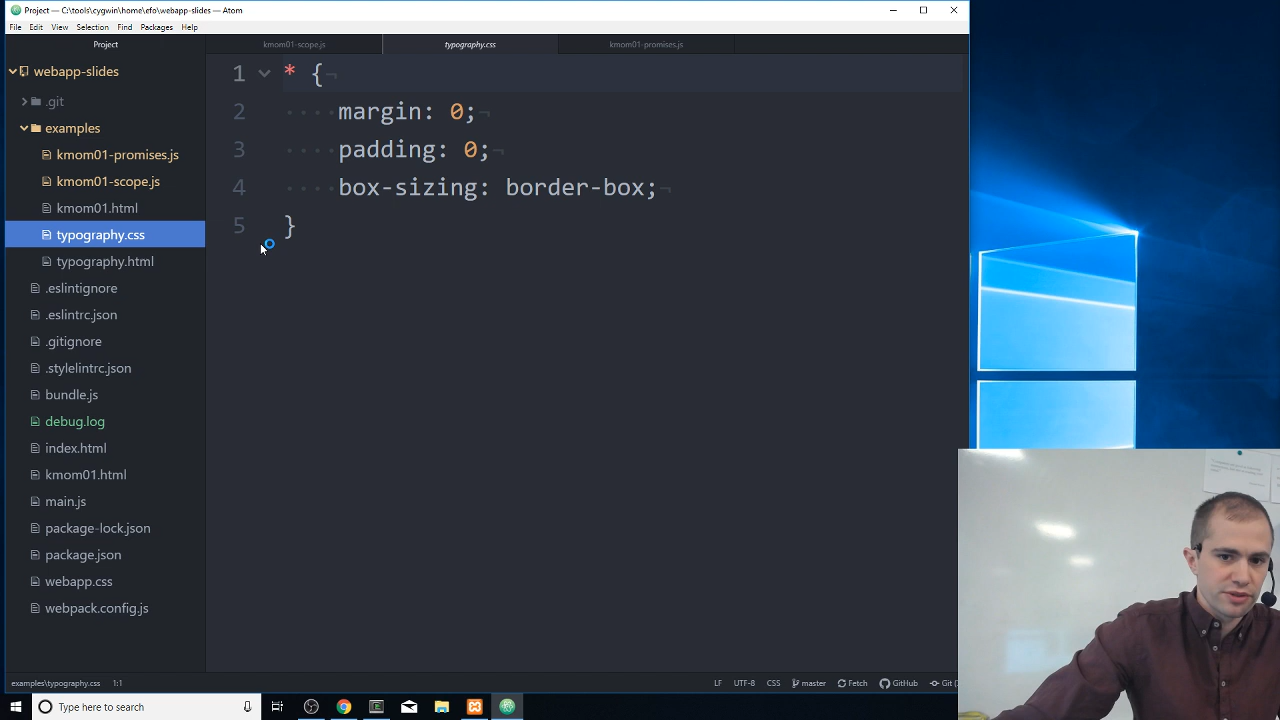 Project — C:\tools\cygwin\home\efo\webapp-slides — Atom
File Edit View Selection Find Packages Help
Project
kmom01-scope.js typography.css kmom01-promises.js
webapp-slides
.git
examples
kmom01-promises.js
kmom01-scope.js
kmom01.html
typography.css
typography.html
.eslintignore
.eslintrc.json
.gitignore
.stylelintrc.json
bundle.js
debug.log
index.html
kmom01.html
main.js
package-lock.json
package.json
webapp.css
webpack.config.js
1 * {
2 margin: 0;
3 padding: 0;
4 box-sizing: border-box;
5 }
examples\typography.css 1:1 LF UTF-8 CSS master Fetch GitHub Git (
Type here to search